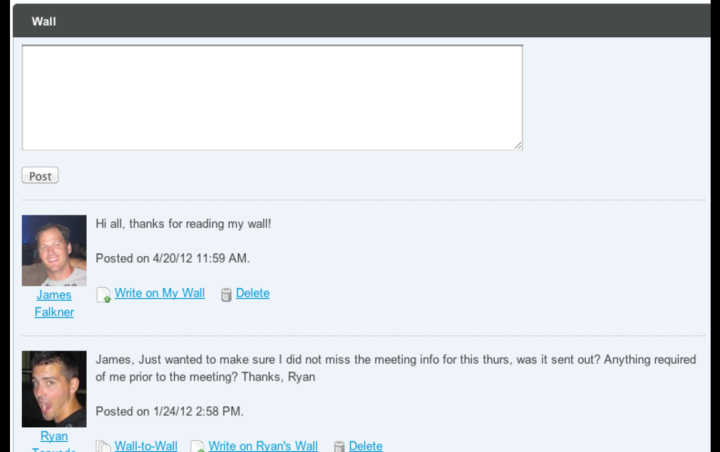 Wall
Post
Hi all, thanks for reading my wall!
Posted on 4/20/12 11:59 AM.
James
Falkner
Write on My Wall
Delete
James, Just wanted to make sure I did not miss the meeting info for this thurs, was it sent out? Anything required
of me prior to the meeting? Thanks, Ryan
Posted on 1/24/12 2:58 PM.
Ryan
Wall-to-Wall
Write on Ryan's Wall
Delete